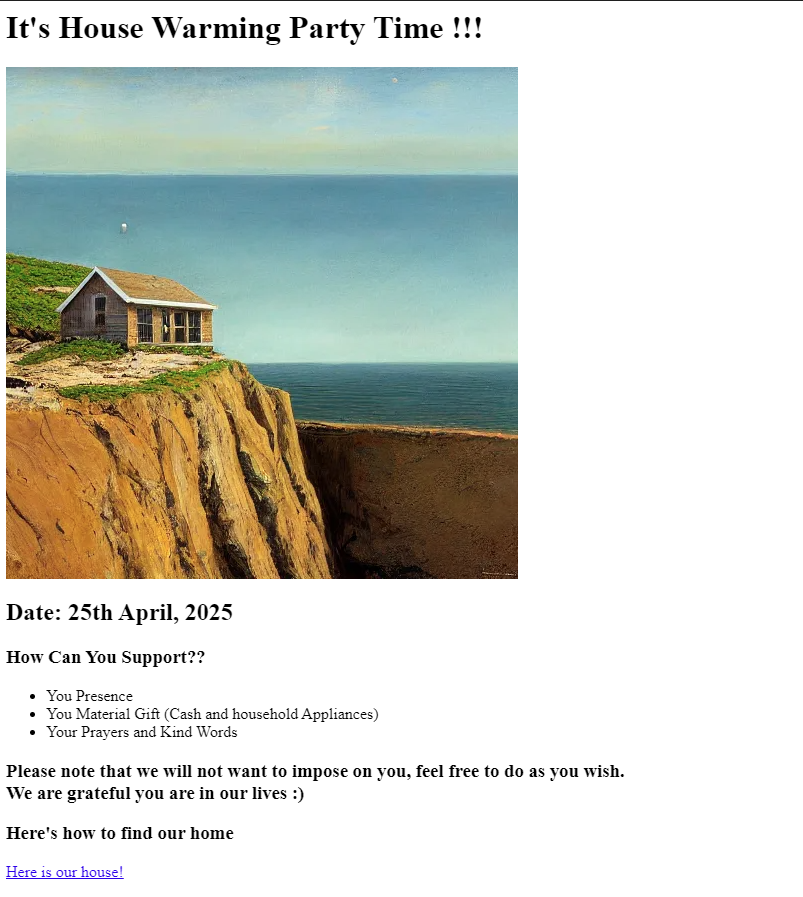 It's House Warming Party Time !!!
Date: 25th April, 2025
How Can You Support??
You Presence
You Material Gift (Cash and household Appliances)
Your Prayers and Kind Words
Please note that we will not want to impose on you, feel free to do as you wish.
We are grateful you are in our lives :)
Here's how to find our home
Here is our house!